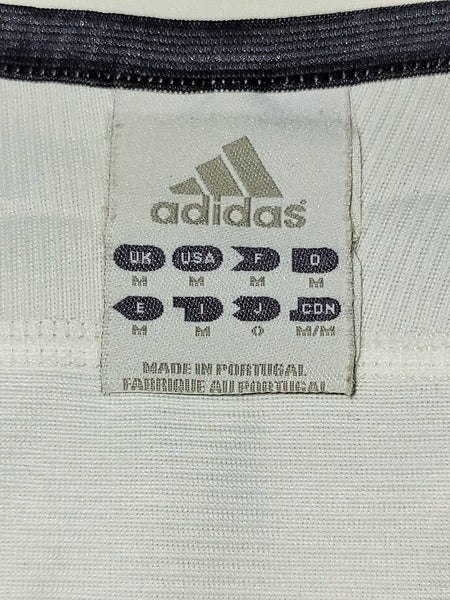 adidas®
UK USA F D
M M M M
E I J CDN
M M O M/M
MADE IN PORTUGAL
FABRIQUE AU PORTUGAL